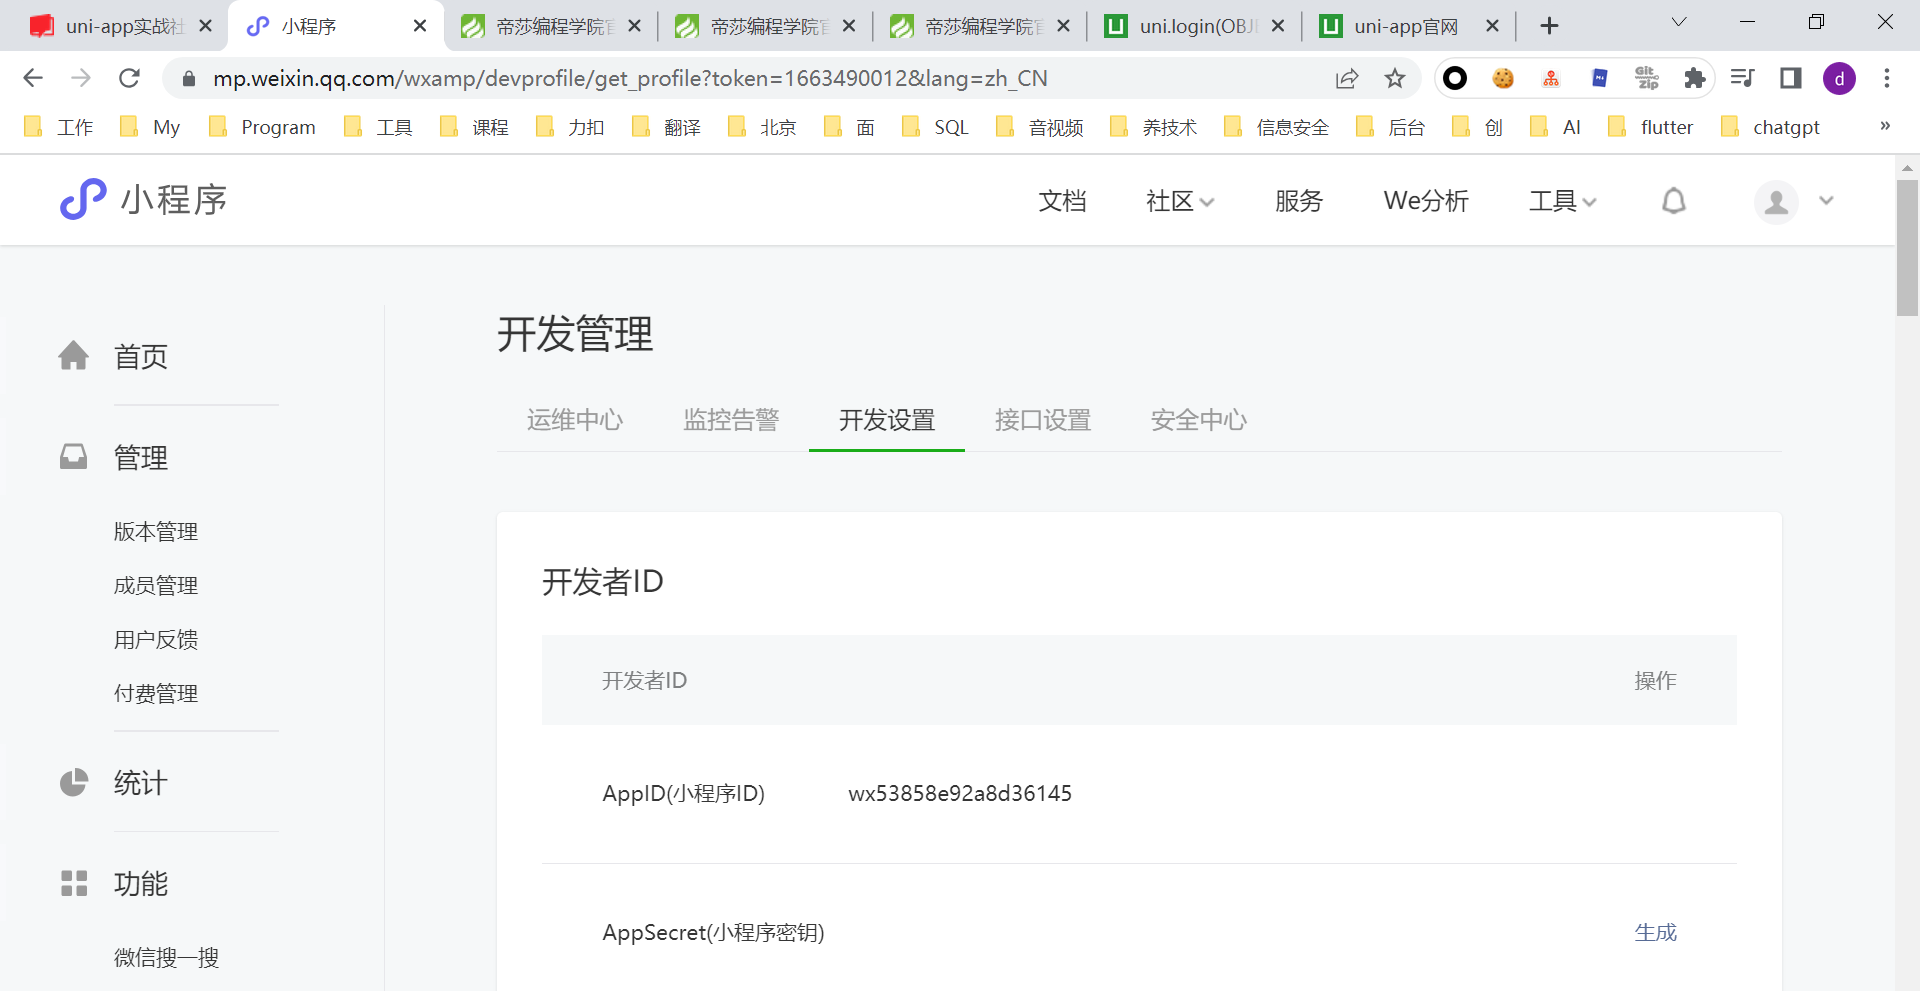 uni-app实战社
小程序
帝莎编程学院官
帝莎编程学院官
帝莎编程学院官
uni.login(OBJ
uni-app官网
mp.weixin.qq.com/wxamp/devprofile/get_profile?token=1663490012&lang=zh_CN
Git zip
d
工作 My Program 工具 课程 力扣 翻译 北京 面 SQL 音视频 养技术 信息安全 后台 创 AI flutter chatgpt »
小程序
文档 社区 服务 We分析 工具
首页
管理
版本管理
成员管理
用户反馈
付费管理
统计
功能
微信搜一搜
开发管理
运维中心 监控告警 开发设置 接口设置 安全中心
开发者ID
开发者ID 操作
AppID(小程序ID) wx53858e92a8d36145
AppSecret(小程序密钥) 生成